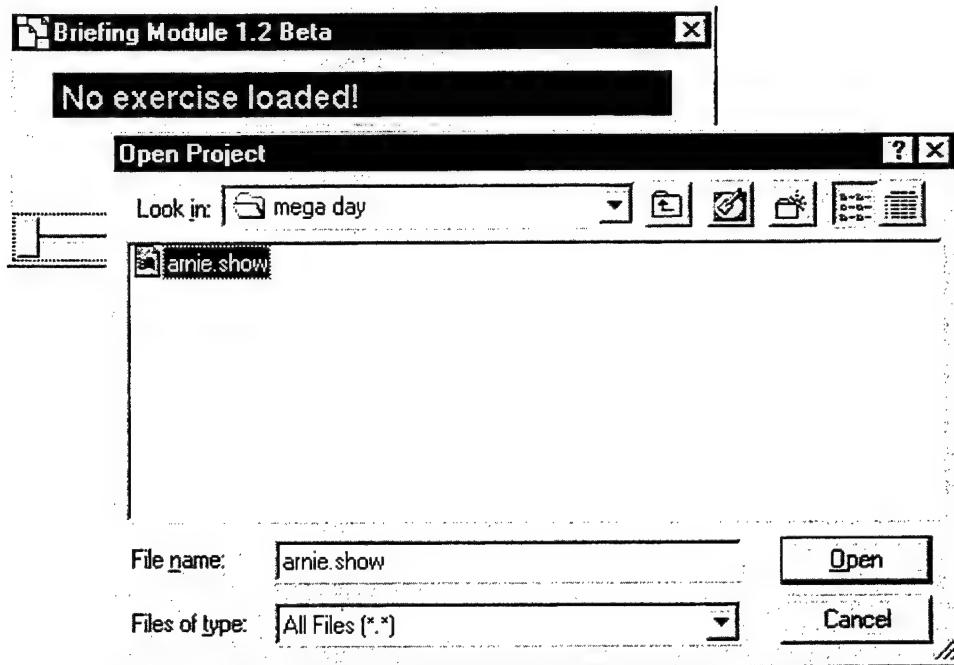 Briefing Module 1.2 Beta
No exercise loaded!
Open Project
Look in: mega day
arnie.show
File name: arnie.show
Files of type: All Files (*.*)
Open
Cancel